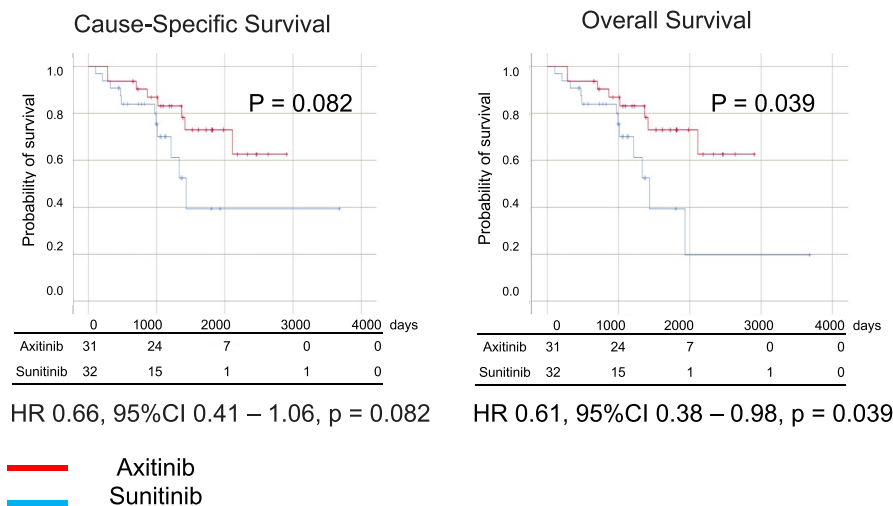 Cause-Specific Survival
Probability of survival
1.0
0.8
0.6
0.4
0.2
0.0
P = 0.082
0 1000 2000 3000 4000 days
Axitinib 31 24 7 0 0
Sunitinib 32 15 1 1 0
HR 0.66, 95%CI 0.41 – 1.06, p = 0.082
Overall Survival
Probability of survival
1.0
0.8
0.6
0.4
0.2
0.0
P = 0.039
0 1000 2000 3000 4000 days
Axitinib 31 24 7 0 0
Sunitinib 32 15 1 1 0
HR 0.61, 95%CI 0.38 – 0.98, p = 0.039
Axitinib
Sunitinib